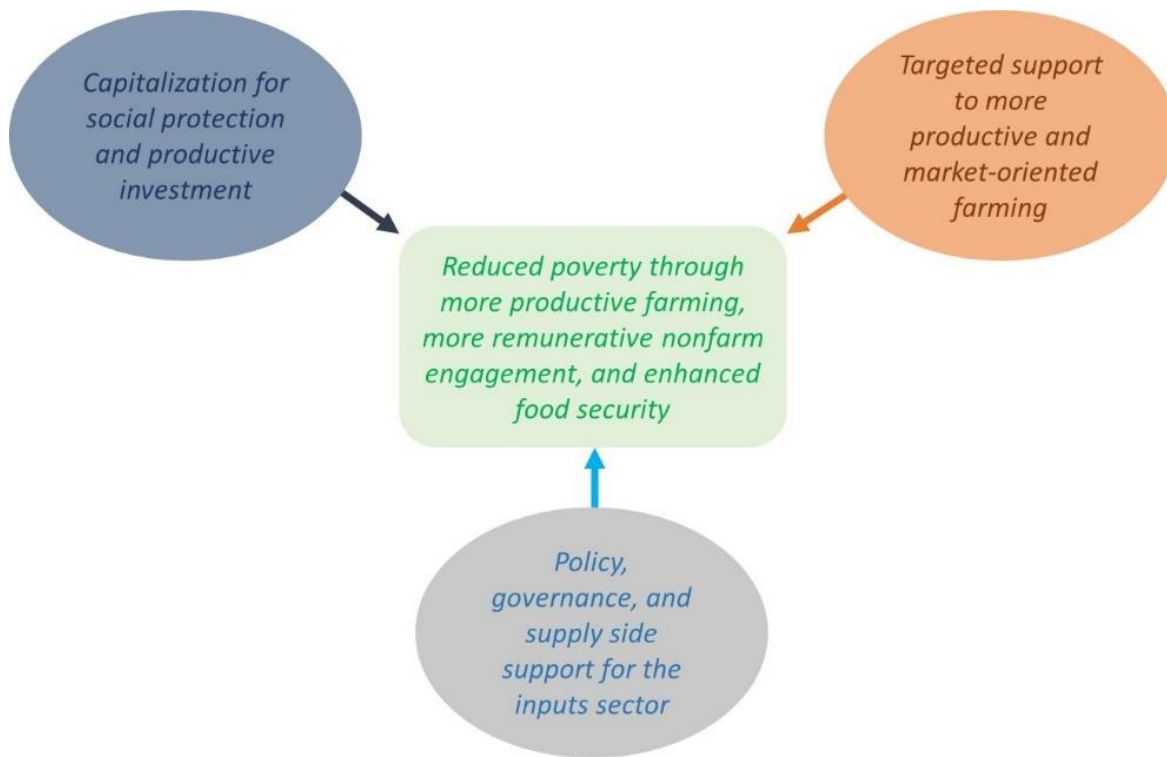 Capitalization for
social protection
and productive
investment
Targeted support
to more
productive and
market-oriented
farming
Reduced poverty through
more productive farming,
more remunerative nonfarm
engagement, and enhanced
food security
Policy,
governance, and
supply side
support for the
inputs sector